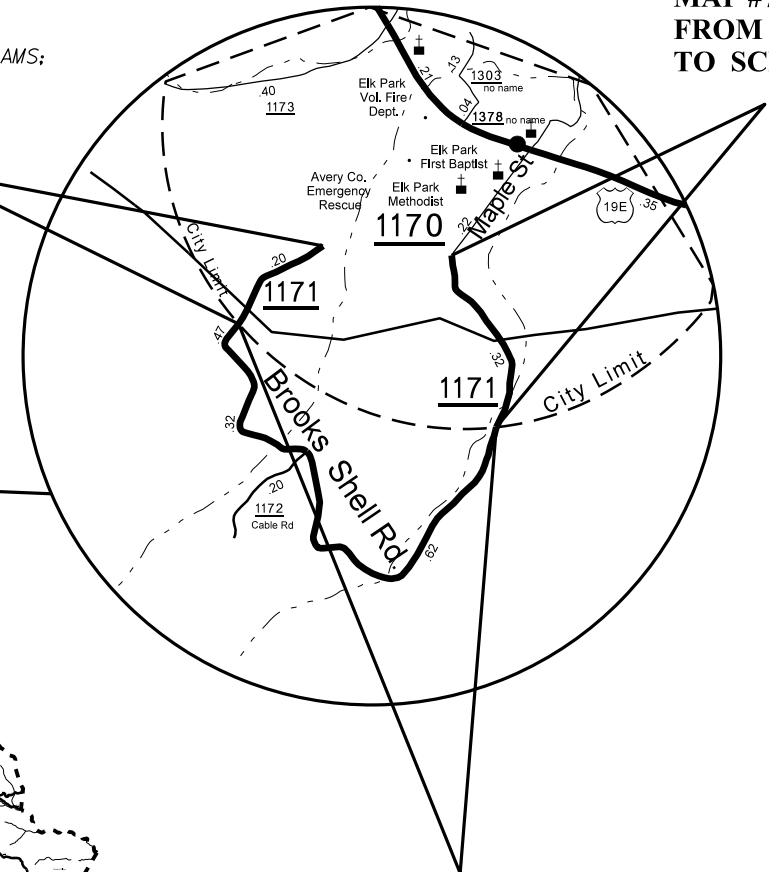 MAP #
FROM
TO SC
AMS;
.40
1173
.21
.13
1303
no name
.04
1378 no name
Elk Park
Vol. Fire
Dept.
Elk Park
First Baptist
Avery Co.
Emergency
Rescue
Elk Park
Methodist
Maple St
.22
1170
19E
.35
City Limit
.20
1171
.47
.32
1171
City Limit
.32
Brooks Shell Rd.
.20
1172
Cable Rd
.62